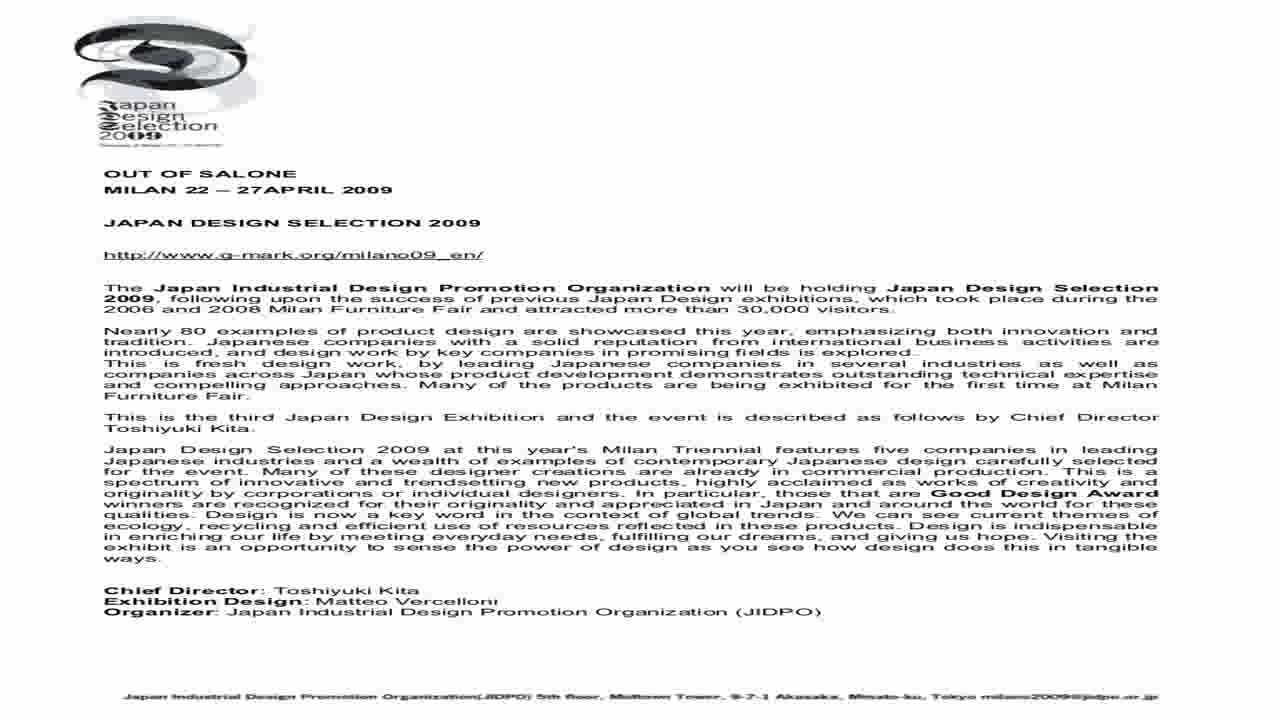 Japan
Design
Selection
2009
OUT OF SALONE
MILAN 22 – 27APRIL 2009
JAPAN DESIGN SELECTION 2009
http://www.g-mark.org/milano09_en/
The Japan Industrial Design Promotion Organization will be holding Japan Design Selection
2009, following upon the success of previous Japan Design exhibitions, which took place during the
2006 and 2008 Milan Furniture Fair and attracted more than 30,000 visitors.
Nearly 80 examples of product design are showcased this year, emphasizing both innovation and
tradition. Japanese companies with a solid reputation from international business activities are
introduced, and design work by key companies in promising fields is explored.
This is fresh design work, by leading Japanese companies in several industries as well as
companies across Japan whose product development demonstrates outstanding technical expertise
and compelling approaches. Many of the products are being exhibited for the first time at Milan
Furniture Fair.
This is the third Japan Design Exhibition and the event is described as follows by Chief Director
Toshiyuki Kita.
Japan Design Selection 2009 at this year's Milan Triennial features five companies in leading
Japanese industries and a wealth of examples of contemporary Japanese design carefully selected
for the event. Many of these designer creations are already in commercial production. This is a
spectrum of innovative and trendsetting new products, highly acclaimed as works of creativity and
originality by corporations or individual designers. In particular, those that are Good Design Award
winners are recognized for their originality and appreciated in Japan and around the world for these
qualities. Design is now a key word in the context of global trends. We can see current themes of
ecology, recycling and efficient use of resources reflected in these products. Design is indispensable
in enriching our life by meeting everyday needs, fulfilling our dreams, and giving us hope. Visiting the
exhibit is an opportunity to sense the power of design as you see how design does this in tangible
ways.
Chief Director: Toshiyuki Kita
Exhibition Design: Matteo Vercelloni
Organizer: Japan Industrial Design Promotion Organization (JIDPO)
Japan Industrial Design Promotion Organization(JIDPO) 5th floor, Midtown Tower, 9-7-1 Akasaka, Minato-ku, Tokyo milano2009@jidpo.or.jp